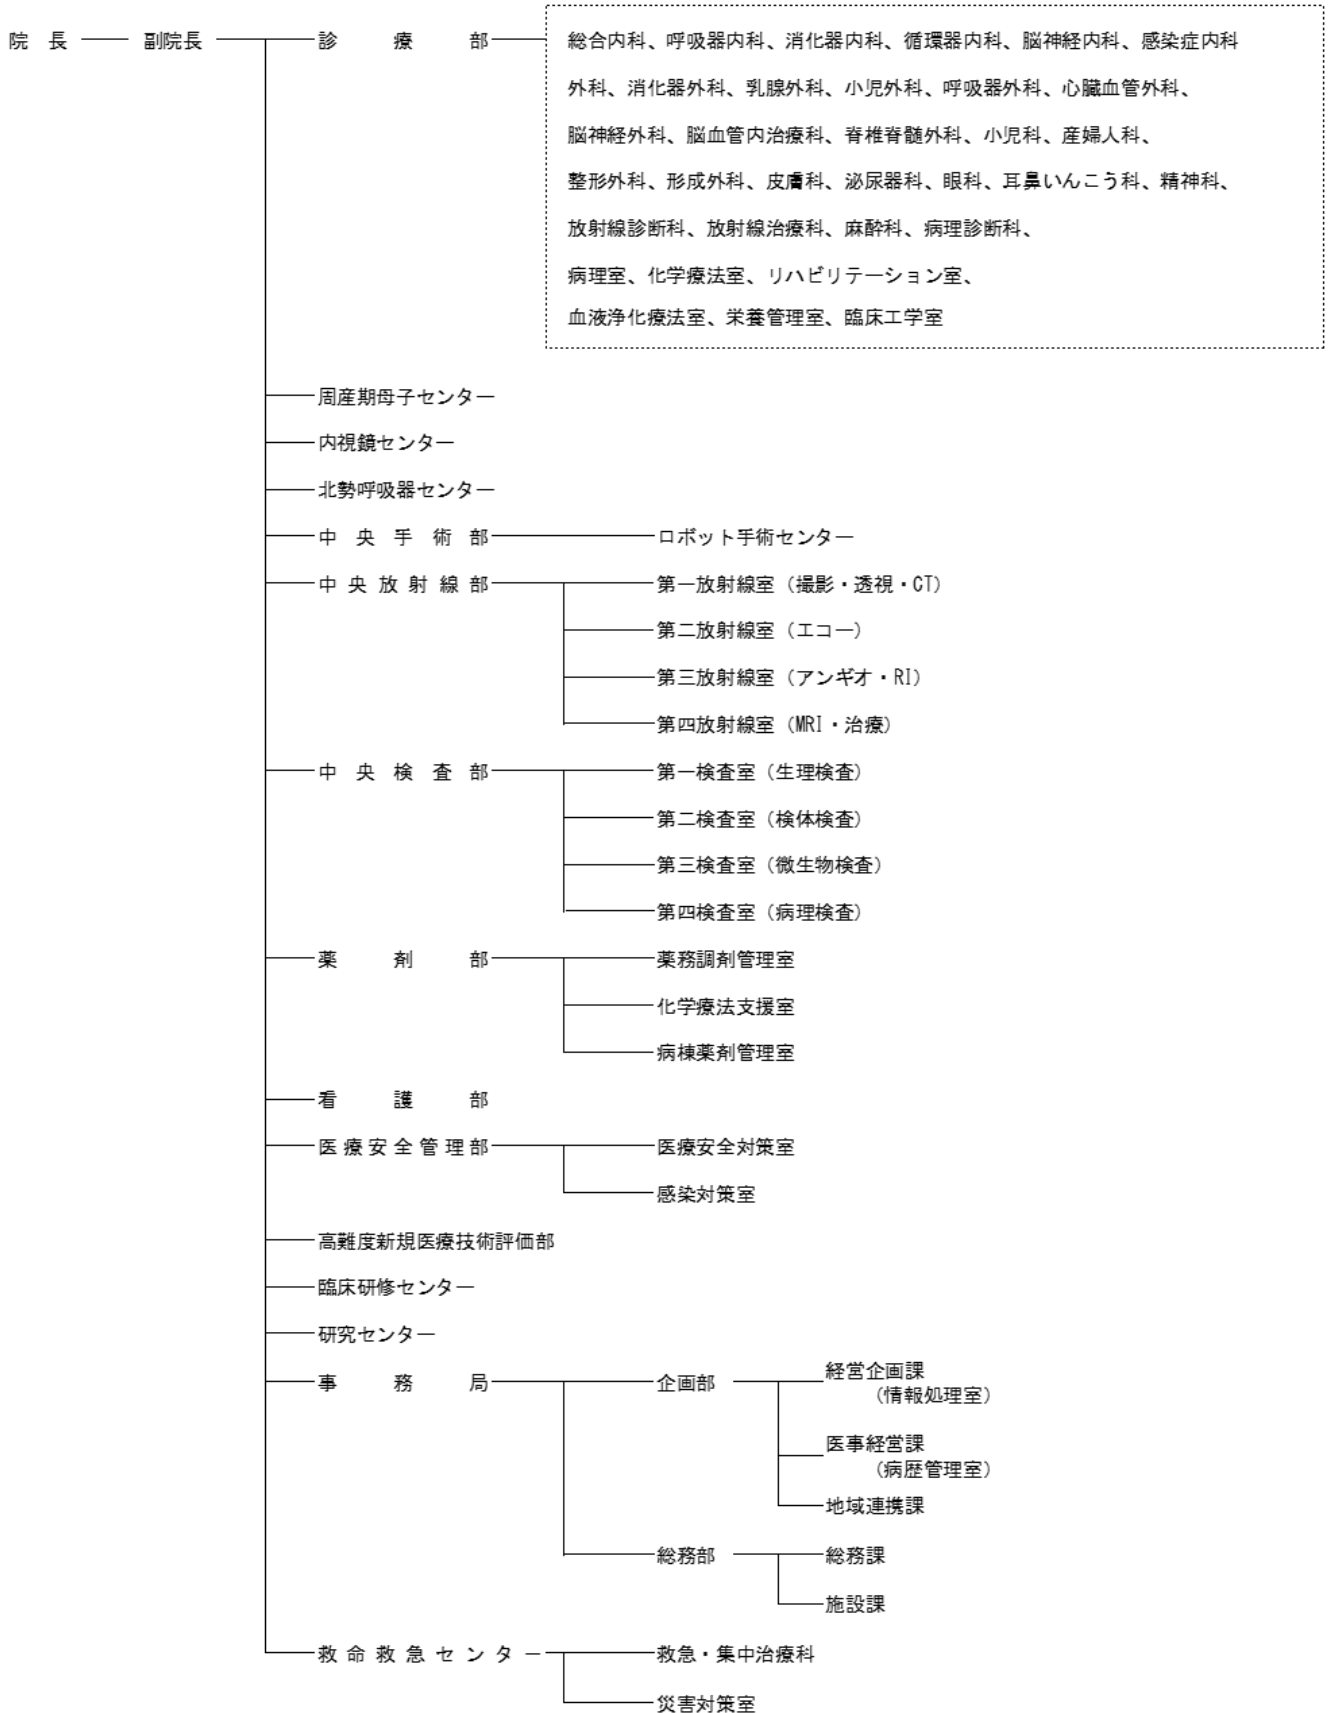 院長 副院長 診療部 総合内科、呼吸器内科、消化器内科、循環器内科、脳神経内科、感染症内科
外科、消化器外科、乳腺外科、小児外科、呼吸器外科、心臓血管外科、
脳神経外科、脳血管内治療科、脊椎脊髄外科、小児科、産婦人科、
整形外科、形成外科、皮膚科、泌尿器科、眼科、耳鼻いんこう科、精神科、
放射線診断科、放射線治療科、麻酔科、病理診断科、
病理室、化学療法室、リハビリテーション室、
血液浄化療法室、栄養管理室、臨床工学室
周産期母子センター
内視鏡センター
北勢呼吸器センター
中央手術部 ロボット手術センター
中央放射線部 第一放射線室（撮影・透視・CT）
第二放射線室（エコー）
第三放射線室（アンギオ・RI）
第四放射線室（MRI・治療）
中央検査部 第一検査室（生理検査）
第二検査室（検体検査）
第三検査室（微生物検査）
第四検査室（病理検査）
薬剤部 薬務調剤管理室
化学療法支援室
病棟薬剤管理室
看護部
医療安全管理部 医療安全対策室
感染対策室
高難度新規医療技術評価部
臨床研修センター
研究センター
事務局 企画部 経営企画課
（情報処理室）
医事経営課
（病歴管理室）
地域連携課
総務部 総務課
施設課
救命救急センター 救急・集中治療科
災害対策室